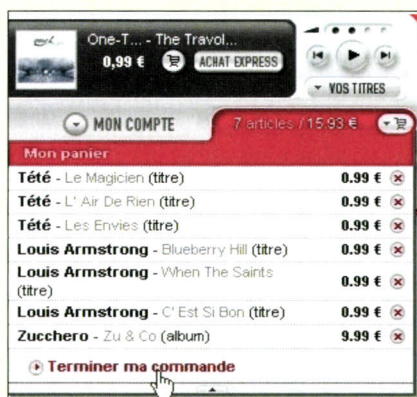 One-T... - The Travol...
0,99 € ACHAT EXPRESS
VOS TITRES
MON COMPTE 7 articles / 15.93 €
Mon panier
Tété - Le Magicien (titre) 0.99 €
Tété - L' Air De Rien (titre) 0.99 €
Tété - Les Envies (titre) 0.99 €
Louis Armstrong - Blueberry Hill (titre) 0.99 €
Louis Armstrong - When The Saints
(titre) 0.99 €
Louis Armstrong - C' Est Si Bon (titre) 0.99 €
Zucchero - Zu & Co (album) 9.99 €
Terminer ma commande